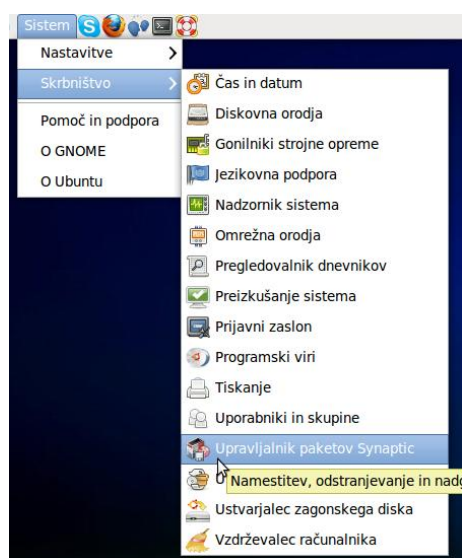 Sistem
Nastavitve
Skrbništvo
Pomoč in podpora
O GNOME
O Ubuntu
Čas in datum
Diskovna orodja
Gonilniki strojne opreme
Jezikovna podpora
Nadzornik sistema
Omrežna orodja
Pregledovalnik dnevnikov
Preizkušanje sistema
Prijavni zaslon
Programski viri
Tiskanje
Uporabniki in skupine
Upravljalnik paketov Synaptic
Namestitev, odstranjevanje in nadg
Ustvarjalec zagonskega diska
Vzdrževalec računalnika